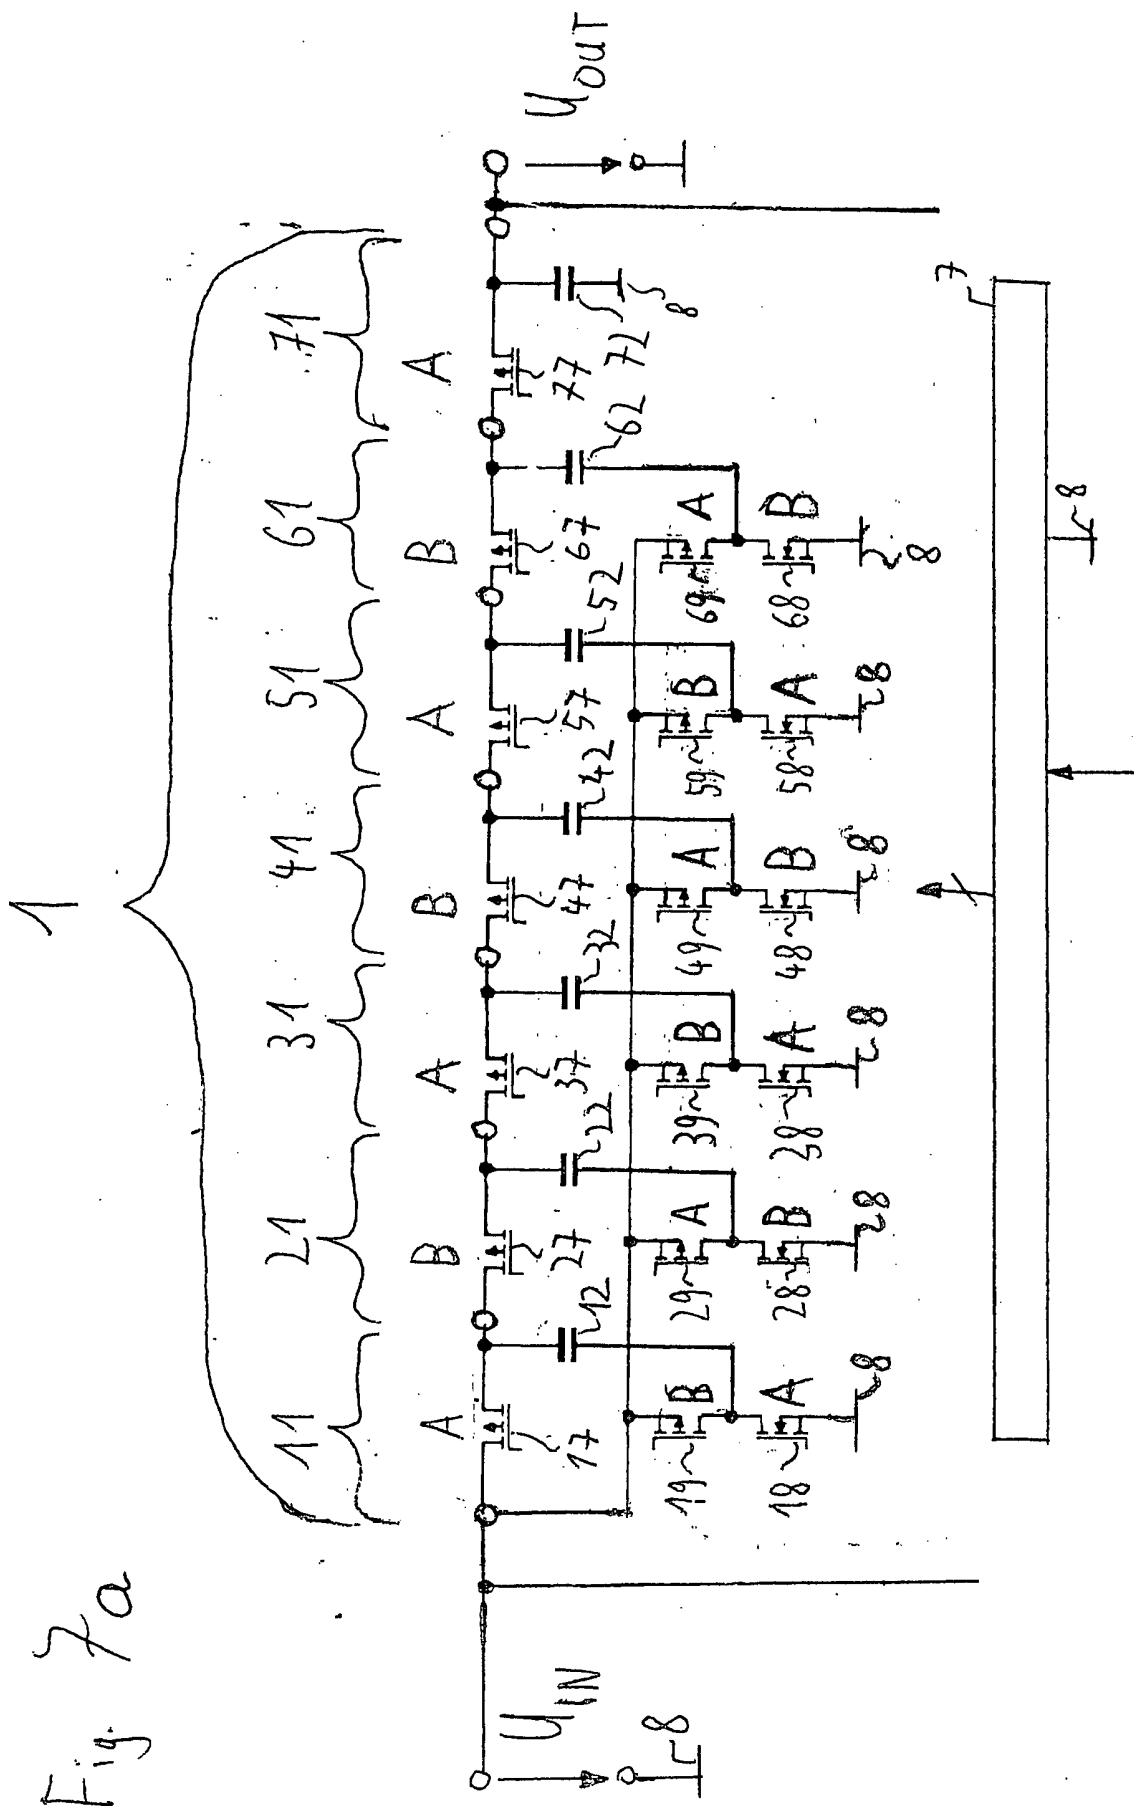 Fig. 7a
1
11 21 31 41 51 61 71
A B A B A B A
17 27 37 47 57 67 77
12 22 32 42 52 62 72
8
U_IN
U_OUT
B A B A B A
19 29 39 49 59 69
A B A B A B
18 28 38 48 58 68
8 8 8 8 8 8
8
7
8